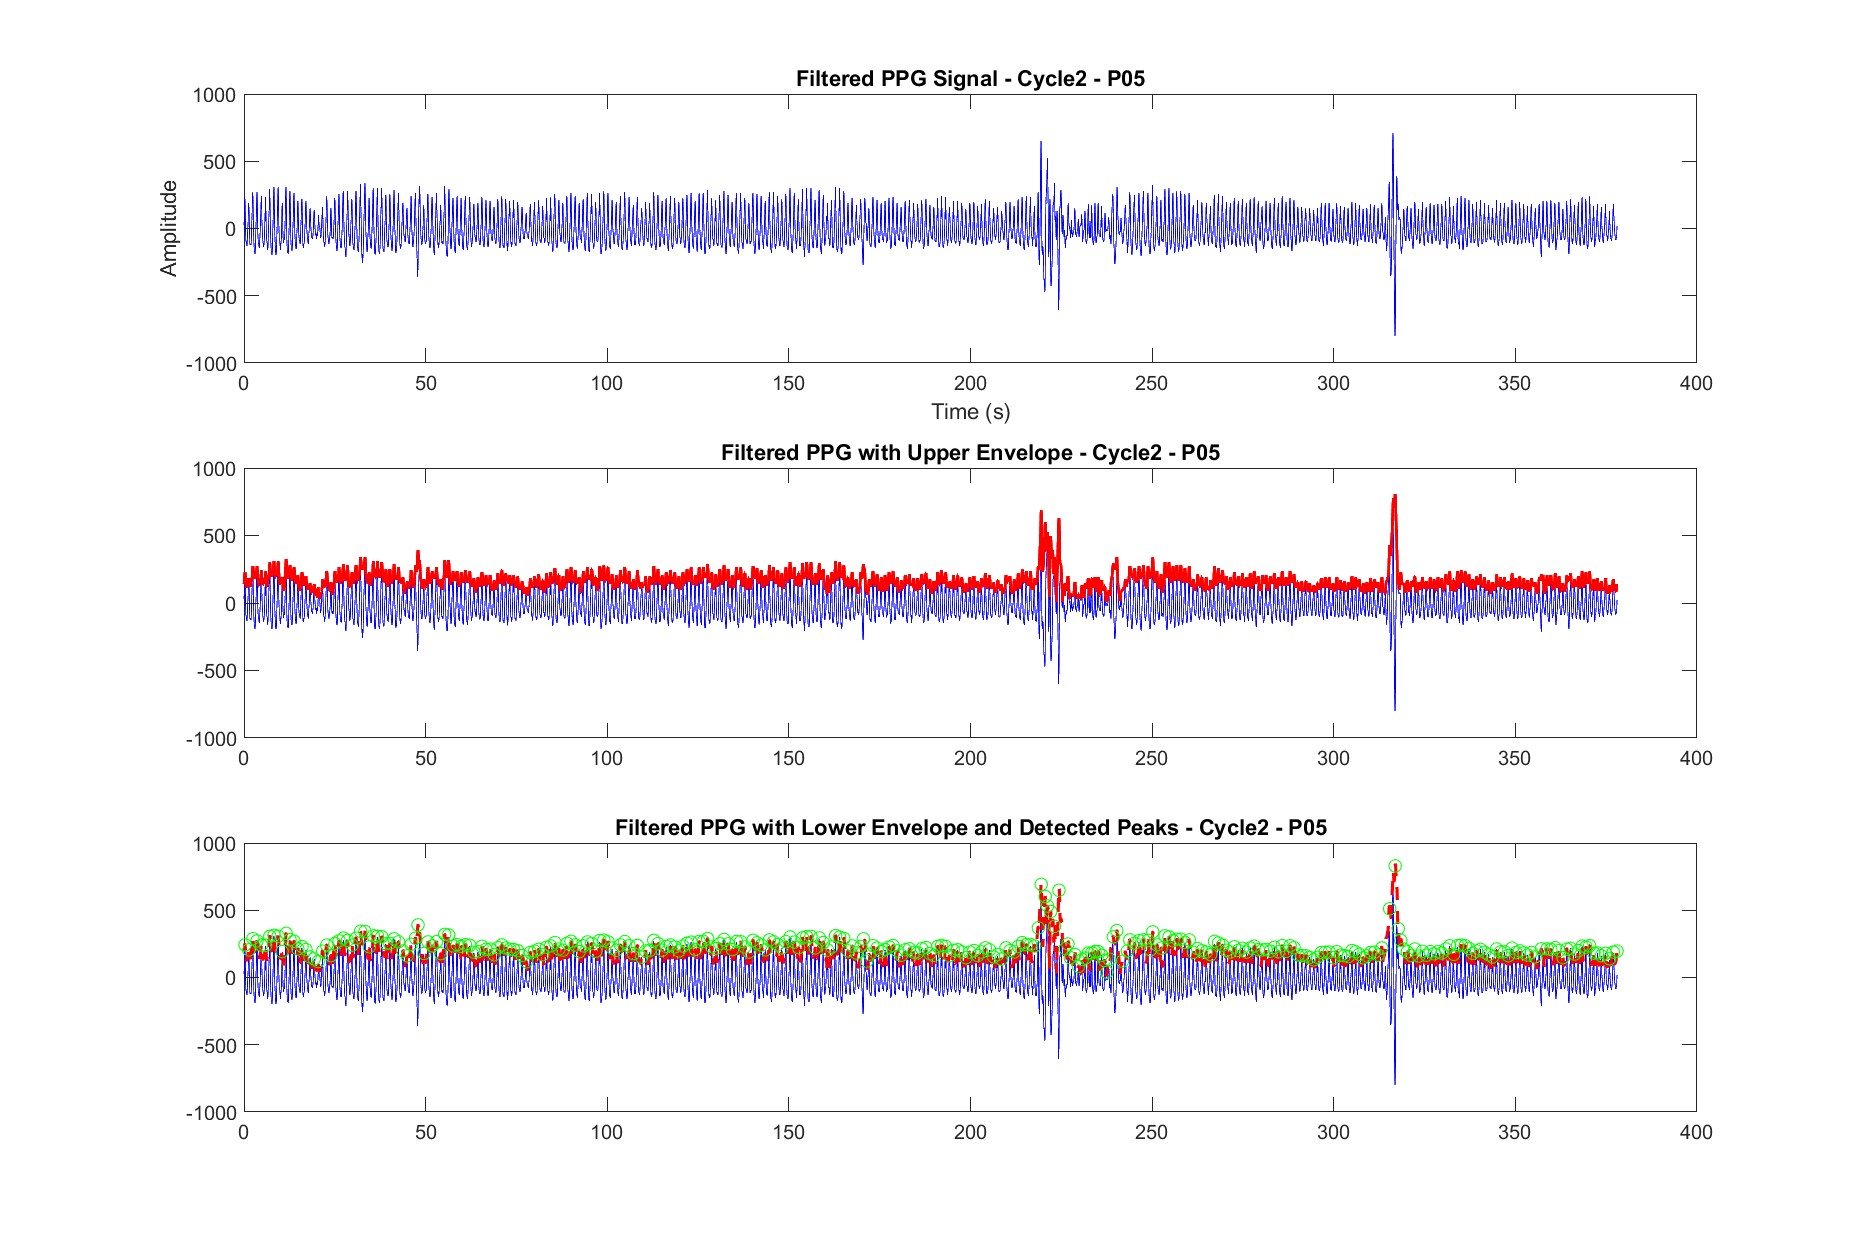 Filtered PPG Signal - Cycle2 - P05
1000
500
0
-500
-1000
Amplitude
0 50 100 150 200 250 300 350 400
Time (s)
Filtered PPG with Upper Envelope - Cycle2 - P05
1000
500
0
-500
-1000
0 50 100 150 200 250 300 350 400
Filtered PPG with Lower Envelope and Detected Peaks - Cycle2 - P05
1000
500
0
-500
-1000
0 50 100 150 200 250 300 350 400